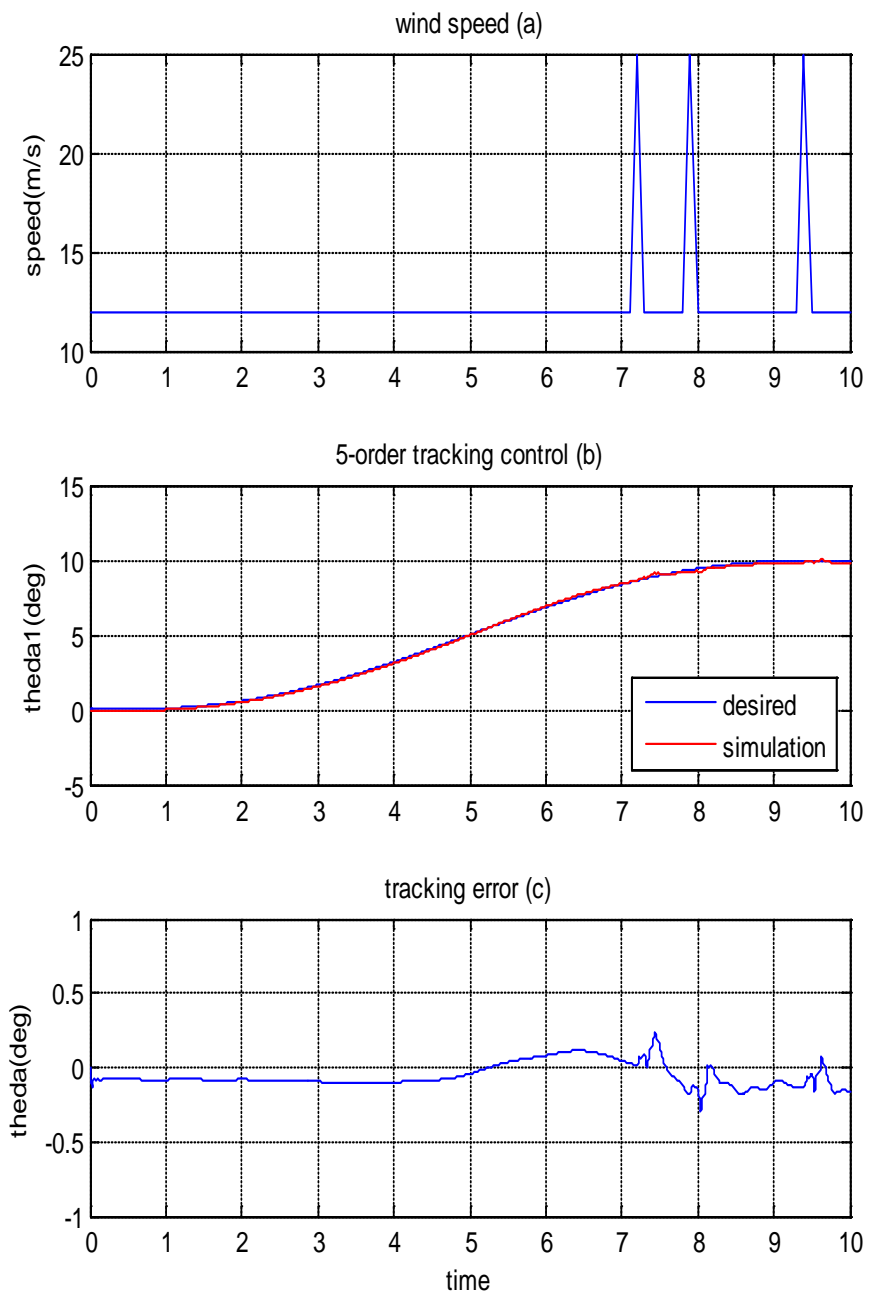 wind speed (a)
25
20
15
10
speed(m/s)
0 1 2 3 4 5 6 7 8 9 10
5-order tracking control (b)
15
10
5
0
-5
theda1(deg)
desired
simulation
0 1 2 3 4 5 6 7 8 9 10
tracking error (c)
1
0.5
0
-0.5
-1
theda(deg)
0 1 2 3 4 5 6 7 8 9 10
time